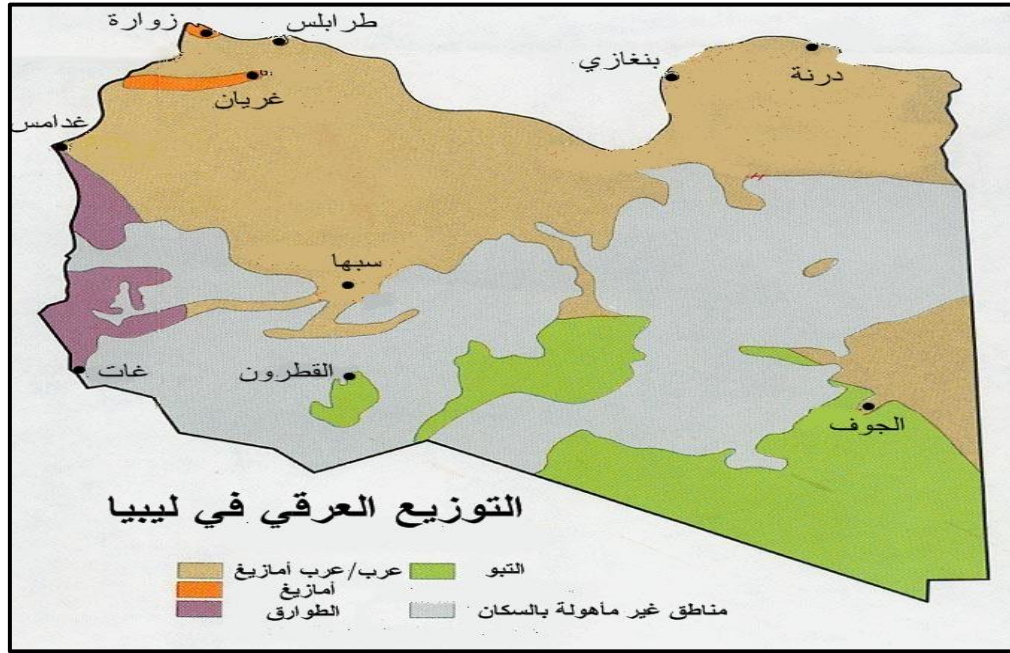 زوارة
طرابلس
درنة
بنغازي
غريان
غدامس
سبها
غات
القطرون
الجوف
التوزيع العرقي في ليبيا
عرب/عرب أمازيغ
التبو
أمازيغ
الطوارق
مناطق غير مأهولة بالسكان